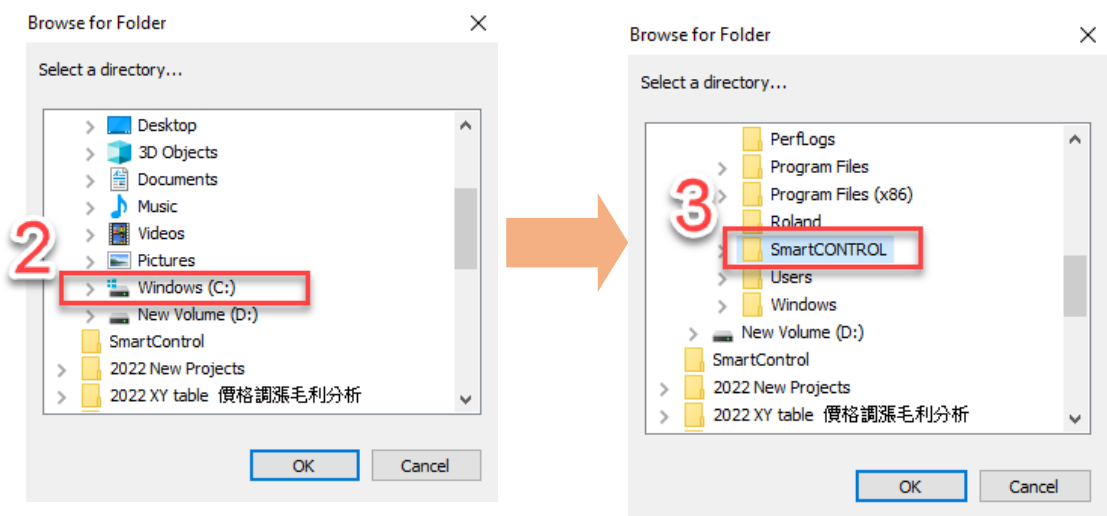 Browse for Folder
Select a directory...
Desktop
3D Objects
Documents
Music
Videos
Pictures
2
Windows (C:)
New Volume (D:)
SmartControl
2022 New Projects
2022 XY table 價格調漲毛利分析
OK Cancel
Browse for Folder
Select a directory...
PerfLogs
Program Files
Program Files (x86)
3
Roland
SmartCONTROL
Users
Windows
New Volume (D:)
SmartControl
2022 New Projects
2022 XY table 價格調漲毛利分析
OK Cancel